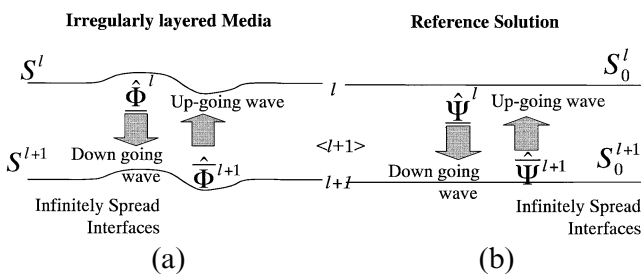 Irregularly layered Media
Reference Solution
S^l
Φ̂^l
Up-going wave
Down going
wave
S^{l+1}
Φ̂^{l+1}
Infinitely Spread
Interfaces
(a)
l
<l+1>
l+1
S_0^l
Ψ̂^l
Up-going wave
Down going
wave
S_0^{l+1}
Ψ̂^{l+1}
Infinitely Spread
Interfaces
(b)